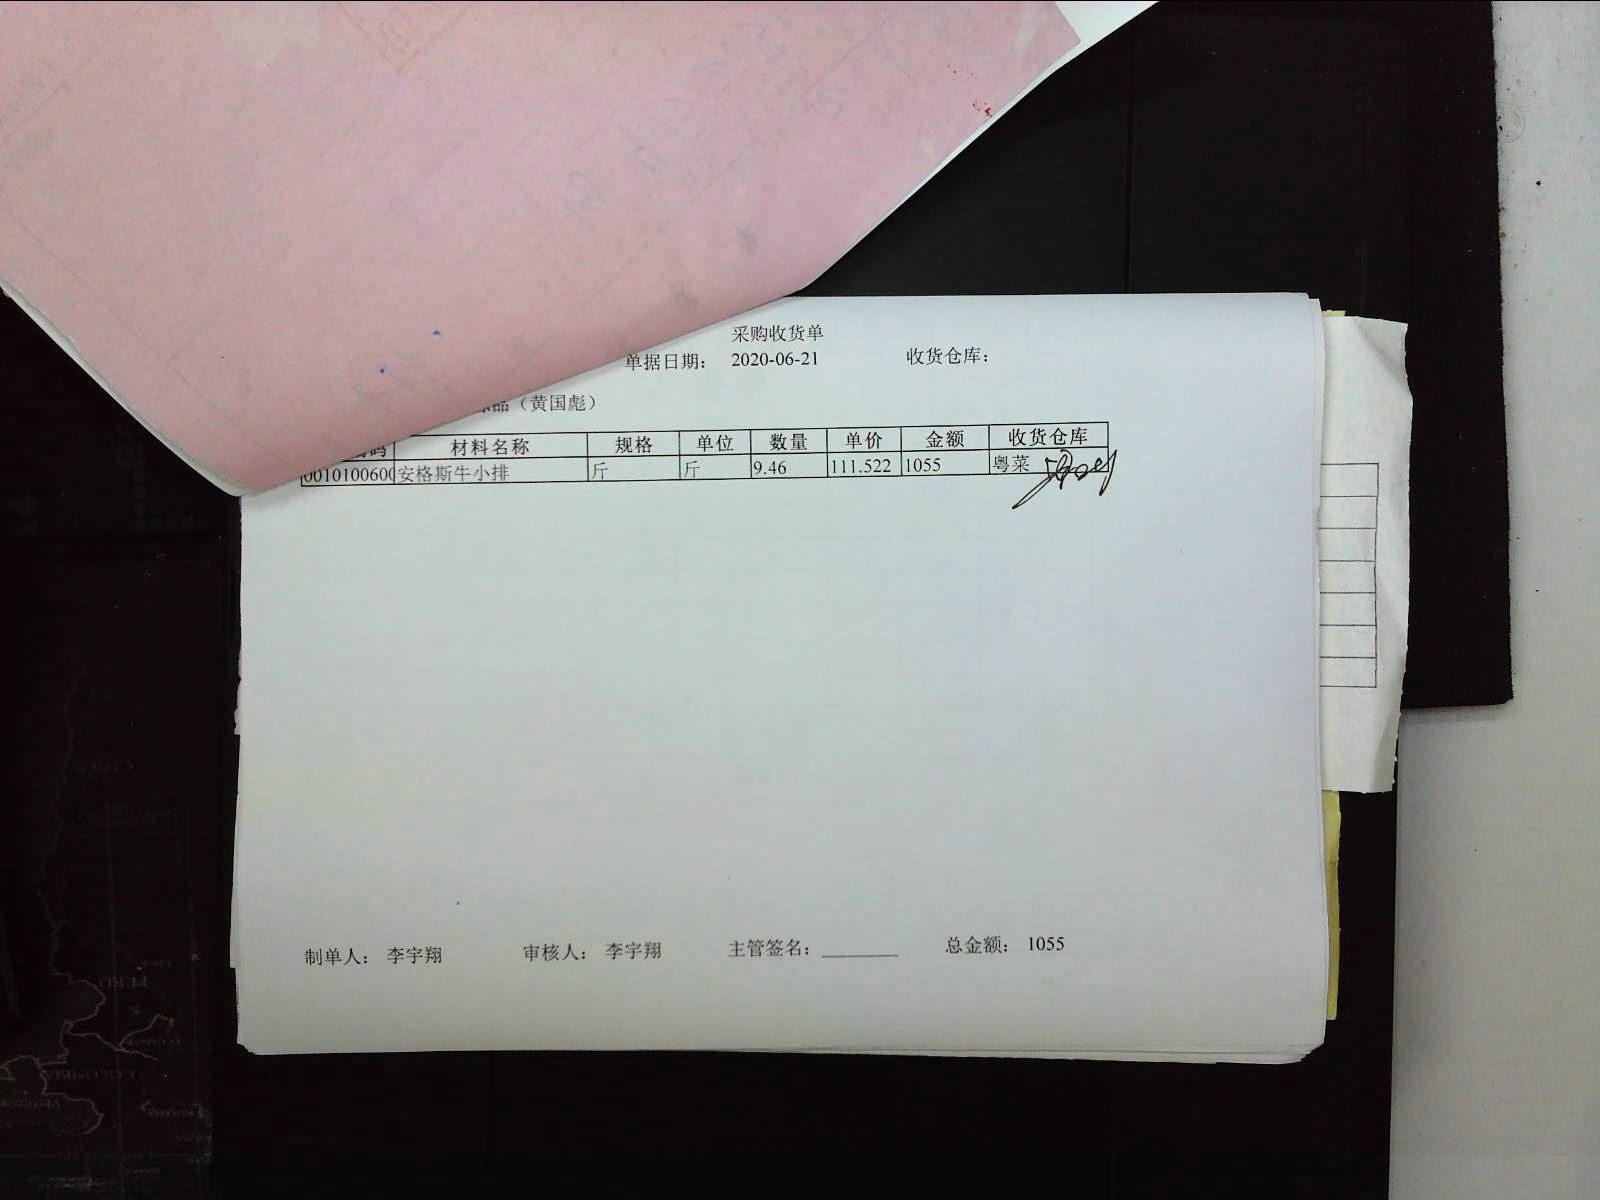 采购收货单
单据日期： 2020-06-21 收货仓库：
品（黄国彪）
码 材料名称 规格 单位 数量 单价 金额 收货仓库
0010100600 安格斯牛小排 斤 斤 9.46 111.522 1055 粤菜
制单人： 李宇翔 审核人： 李宇翔 主管签名：________ 总金额： 1055